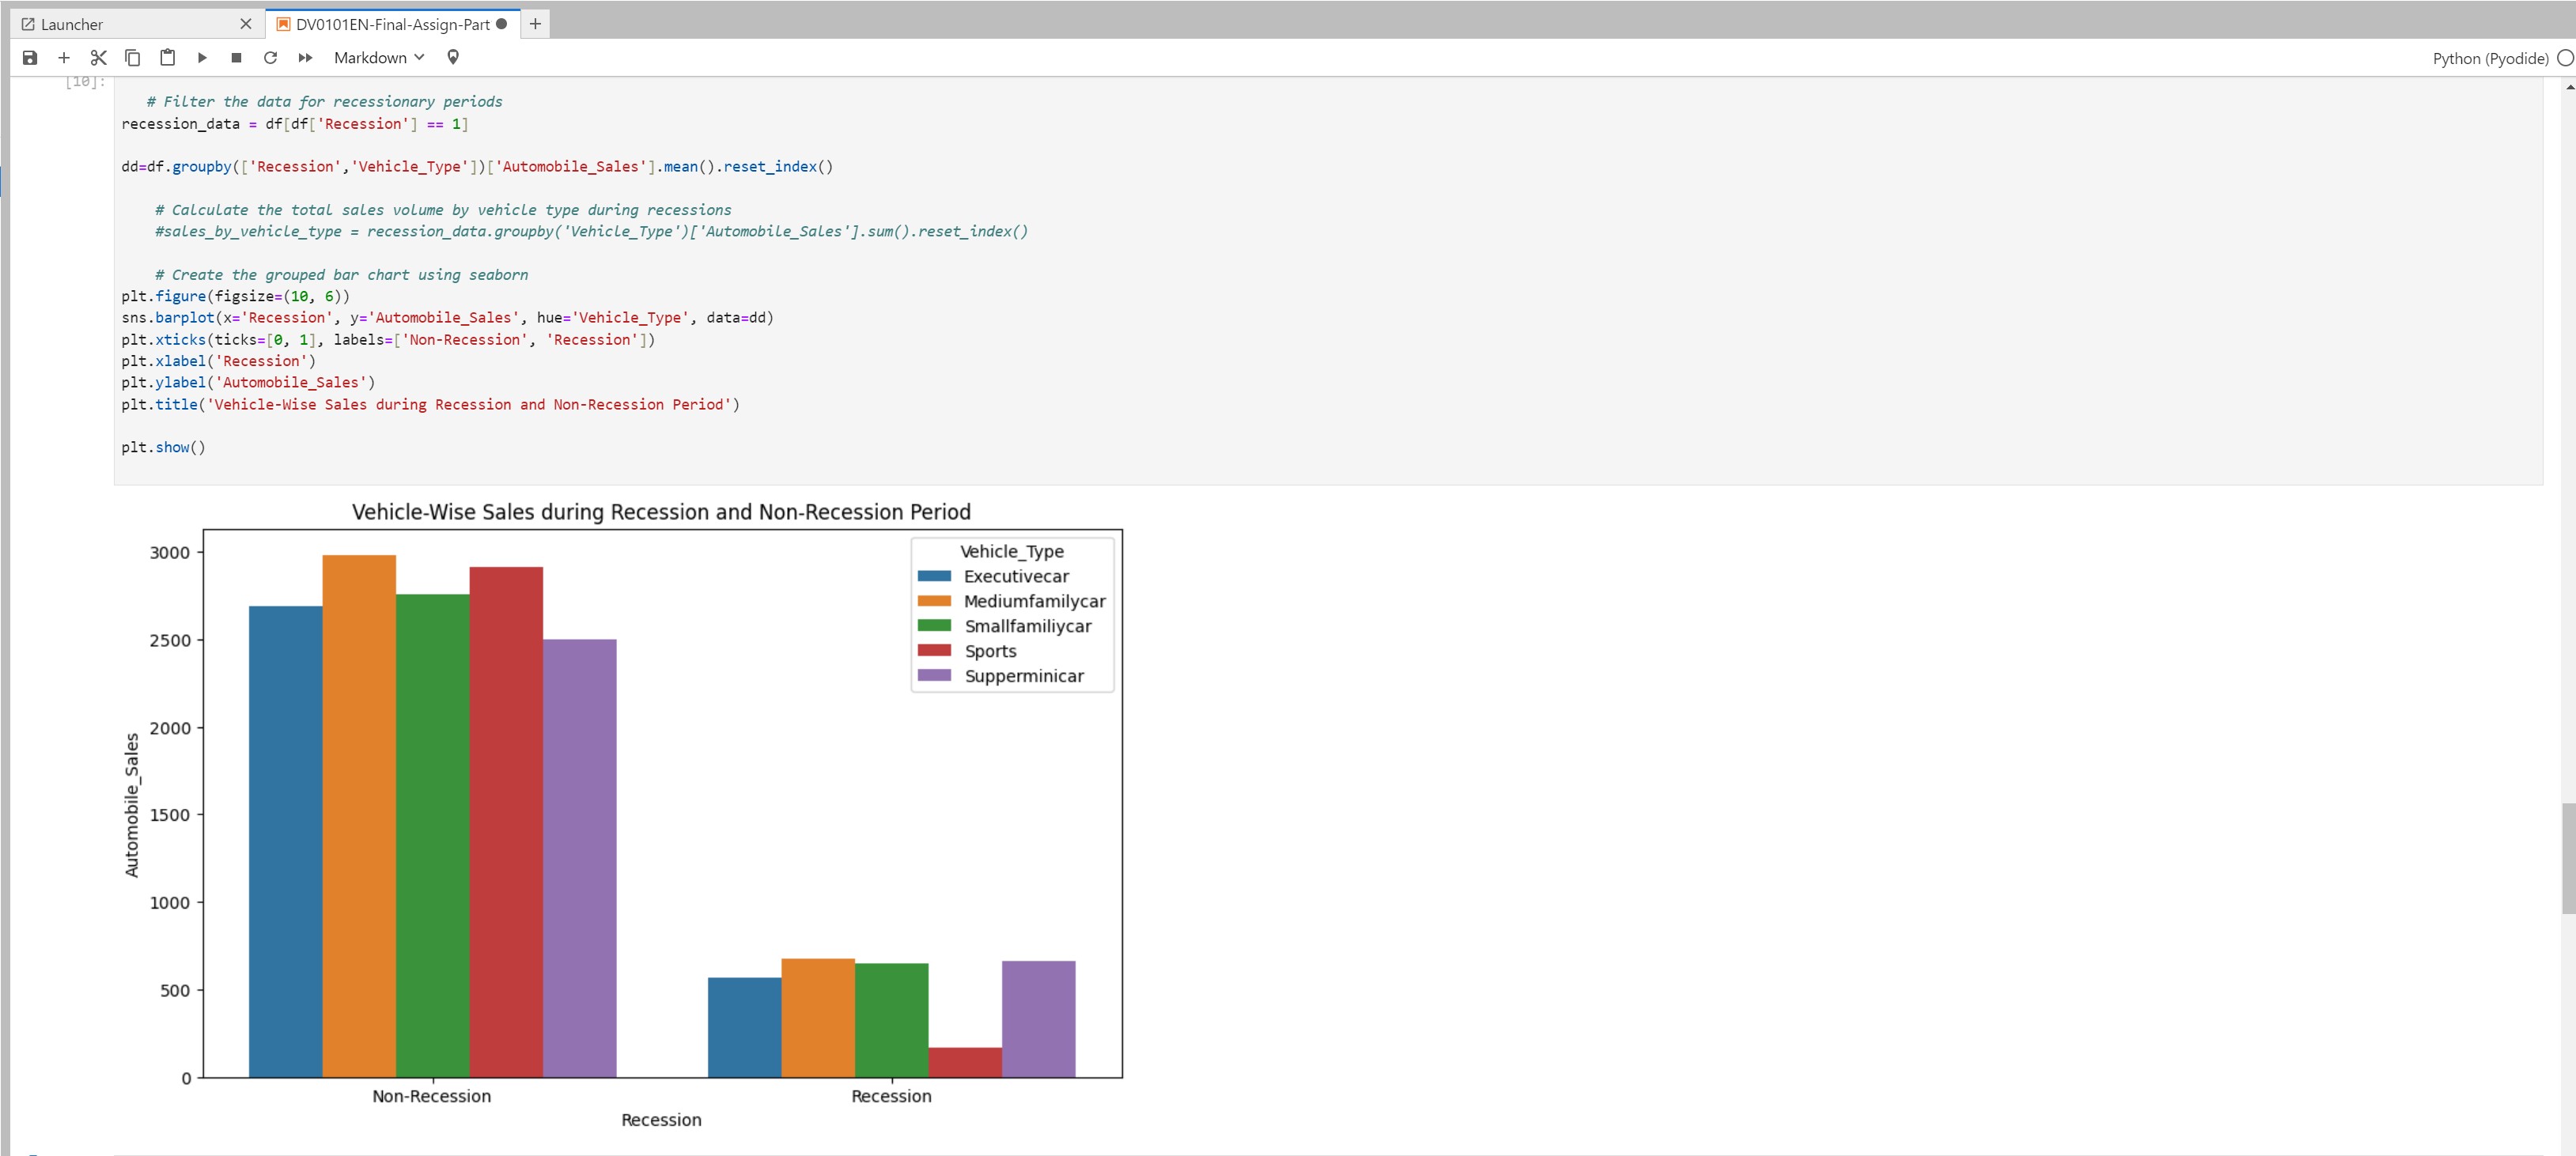 Launcher
DV0101EN-Final-Assign-Part
Markdown
Python (Pyodide)
[10]:
# Filter the data for recessionary periods
recession_data = df[df['Recession'] == 1]
dd=df.groupby(['Recession','Vehicle_Type'])['Automobile_Sales'].mean().reset_index()
# Calculate the total sales volume by vehicle type during recessions
#sales_by_vehicle_type = recession_data.groupby('Vehicle_Type')['Automobile_Sales'].sum().reset_index()
# Create the grouped bar chart using seaborn
plt.figure(figsize=(10, 6))
sns.barplot(x='Recession', y='Automobile_Sales', hue='Vehicle_Type', data=dd)
plt.xticks(ticks=[0, 1], labels=['Non-Recession', 'Recession'])
plt.xlabel('Recession')
plt.ylabel('Automobile_Sales')
plt.title('Vehicle-Wise Sales during Recession and Non-Recession Period')
plt.show()
Vehicle-Wise Sales during Recession and Non-Recession Period
Vehicle_Type
Executivecar
Mediumfamilycar
Smallfamiliycar
Sports
Supperminicar
Automobile_Sales
3000
2500
2000
1500
1000
500
0
Non-Recession
Recession
Recession